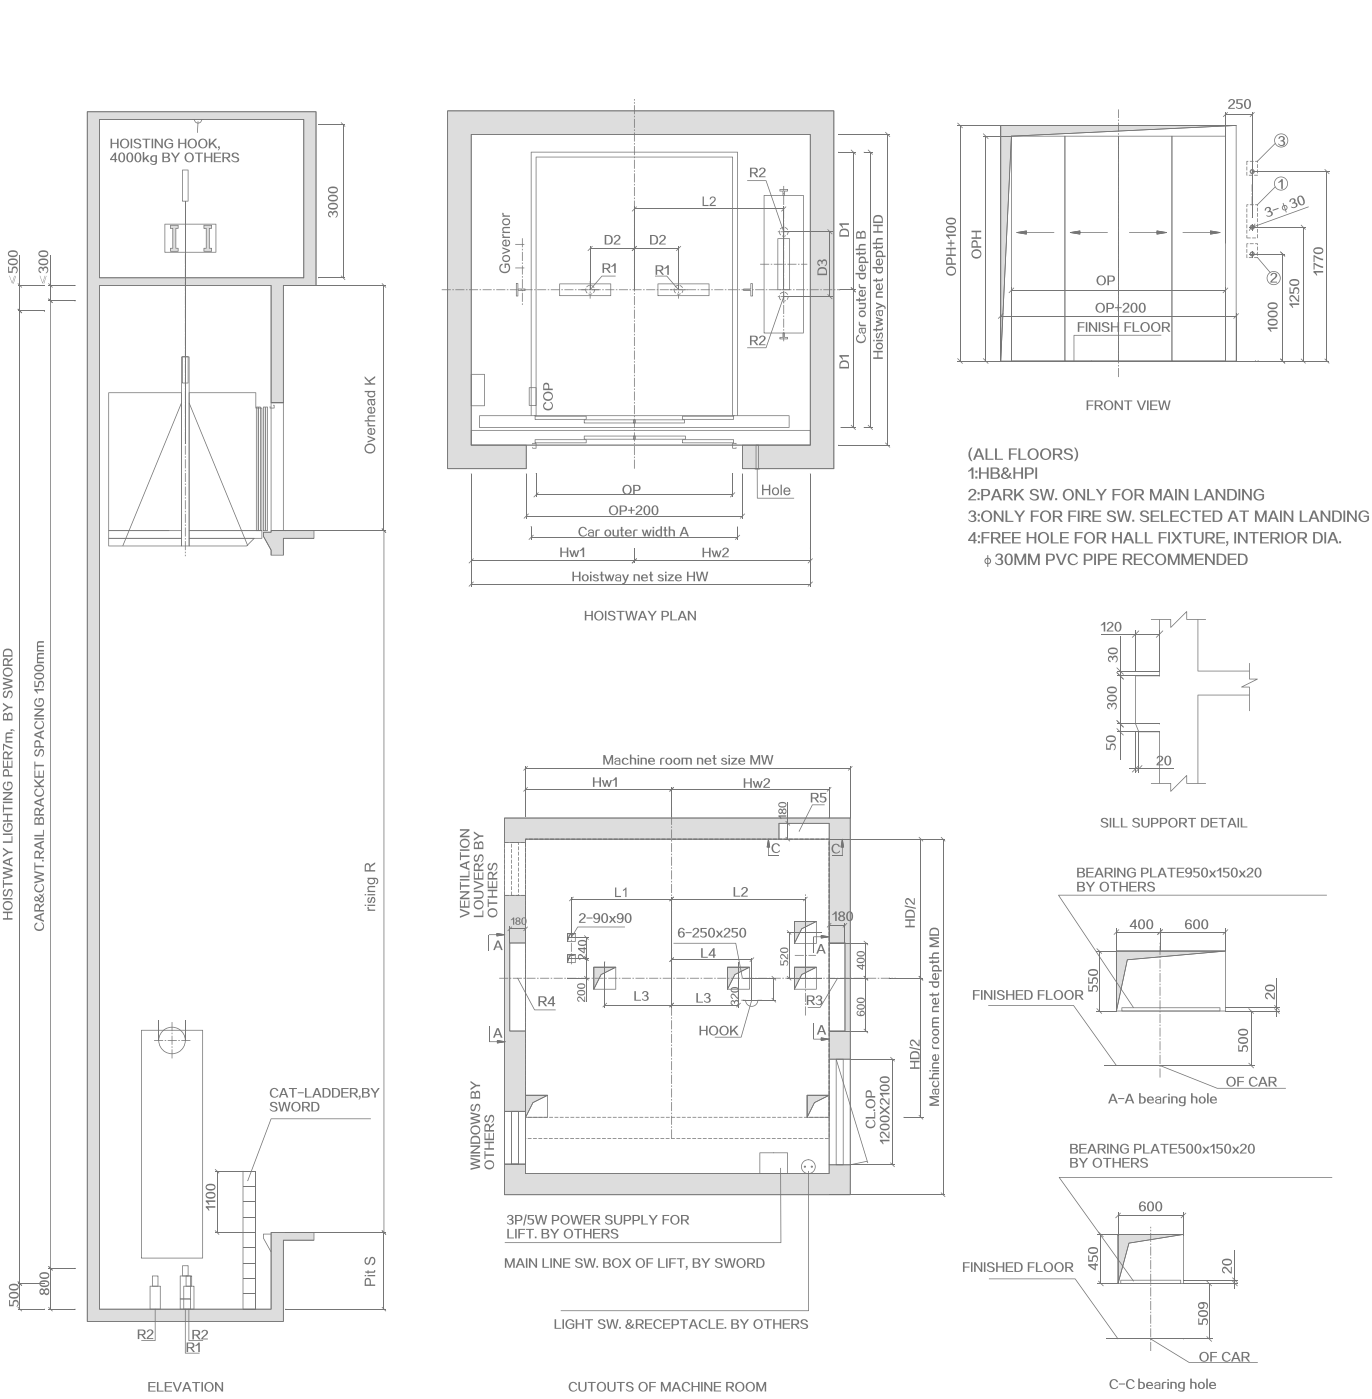 HOISTING HOOK,
4000kg BY OTHERS
3000
<500
<300
HOISTWAY LIGHTING PER7m, BY SWORD
CAR&CWT.RAIL BRACKET SPACING 1500mm
Overhead K
rising R
CAT-LADDER,BY
SWORD
1100
Pit S
500
800
R2
R2
R1
ELEVATION
Governor
R2
L2
D2
D2
R1
R1
D3
R2
D1
D1
Car outer depth B
Hoistway net depth HD
COP
Hole
OP
OP+200
Car outer width A
Hw1
Hw2
Hoistway net size HW
HOISTWAY PLAN
250
③
①
3-φ30
②
OPH+100
OPH
OP
OP+200
FINISH FLOOR
1000
1250
1770
FRONT VIEW
(ALL FLOORS)
1:HB&HPI
2:PARK SW. ONLY FOR MAIN LANDING
3:ONLY FOR FIRE SW. SELECTED AT MAIN LANDING
4:FREE HOLE FOR HALL FIXTURE, INTERIOR DIA.
φ30MM PVC PIPE RECOMMENDED
120
30
300
50
20
SILL SUPPORT DETAIL
Machine room net size MW
Hw1
Hw2
R5
180
C
C
VENTILATION
LOUVERS BY
OTHERS
L1
L2
180
180
2-90x90
6-250x250
A
A
240
L4
520
400
200
R4
L3
L3
320
R3
600
HOOK
A
A
HD/2
HD/2
Machine room net depth MD
WINDOWS BY
OTHERS
CL.OP
1200X2100
3P/5W POWER SUPPLY FOR
LIFT. BY OTHERS
MAIN LINE SW. BOX OF LIFT, BY SWORD
LIGHT SW. &RECEPTACLE. BY OTHERS
CUTOUTS OF MACHINE ROOM
BEARING PLATE950x150x20
BY OTHERS
400
600
550
FINISHED FLOOR
20
500
OF CAR
A-A bearing hole
BEARING PLATE500x150x20
BY OTHERS
600
450
FINISHED FLOOR
20
509
OF CAR
C-C bearing hole